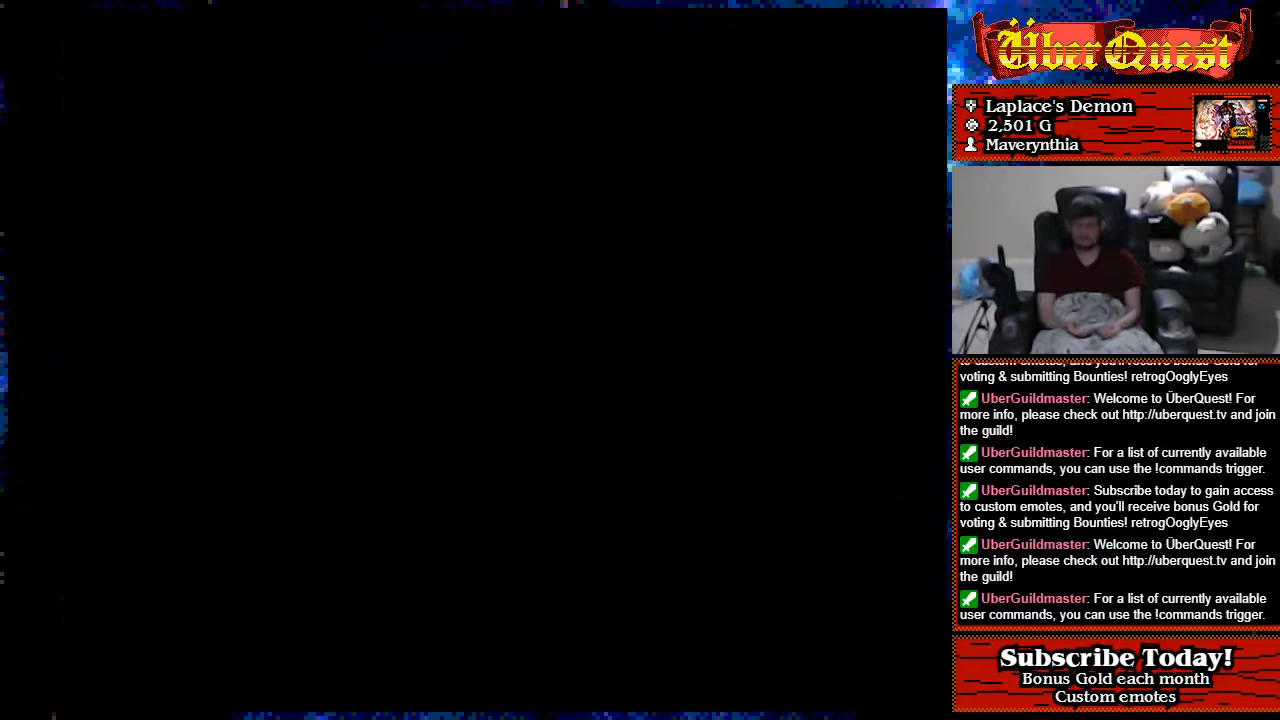 ÜberQuest
Laplace's Demon
2,501 G
Maverynthia
voting & submitting Bounties! retrogOoglyEyes
UberGuildmaster: Welcome to ÜberQuest! For
more info, please check out http://uberquest.tv and join
the guild!
UberGuildmaster: For a list of currently available
user commands, you can use the !commands trigger.
UberGuildmaster: Subscribe today to gain access
to custom emotes, and you'll receive bonus Gold for
voting & submitting Bounties! retrogOoglyEyes
UberGuildmaster: Welcome to ÜberQuest! For
more info, please check out http://uberquest.tv and join
the guild!
UberGuildmaster: For a list of currently available
user commands, you can use the !commands trigger.
Subscribe Today!
Bonus Gold each month
Custom emotes